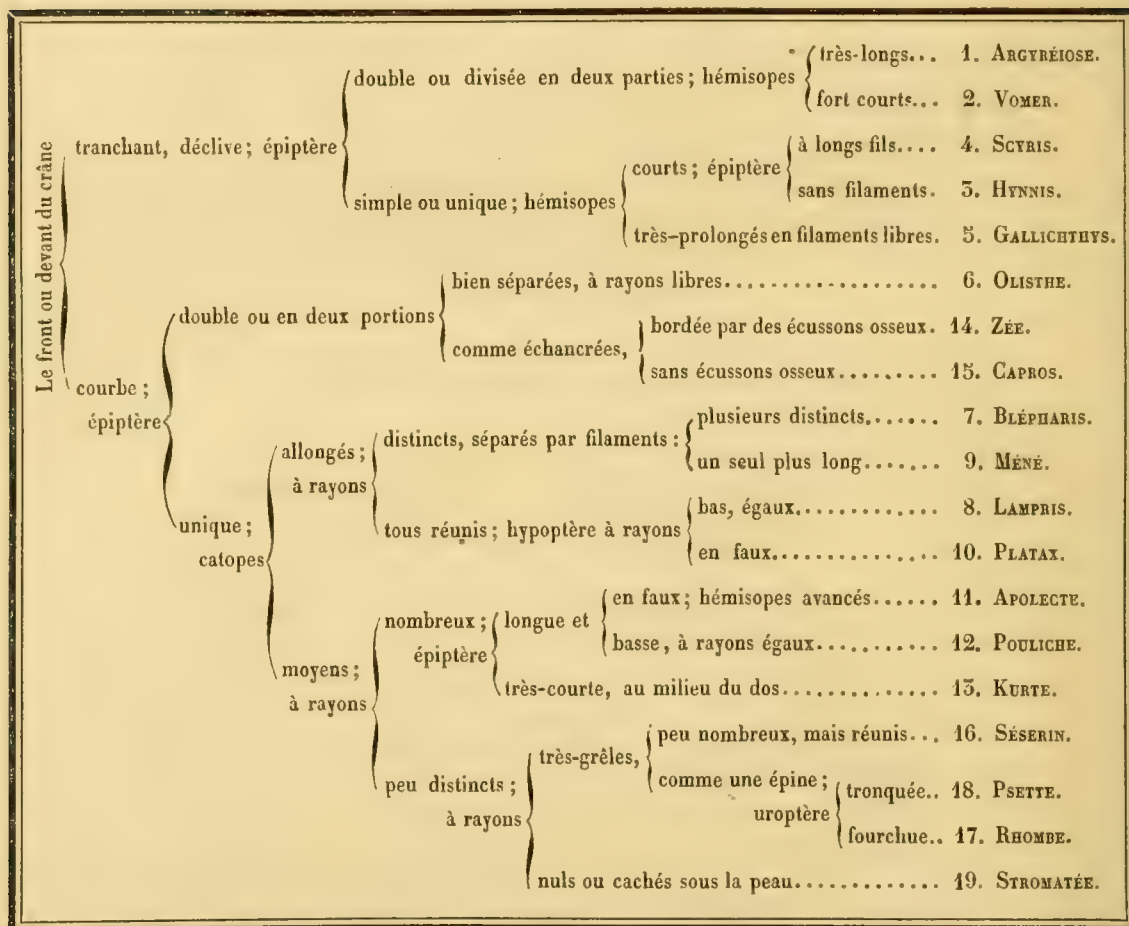 Le front ou devant du crâne
double ou divisée en deux parties; hémisopes
très-longs... 1. ARGYRÉIOSE.
fort courts... 2. VOMER.
tranchant, déclive; épiptère
simple ou unique; hémisopes
courts; épiptère
à longs fils.... 4. SCYRIS.
sans filaments. 3. HYNNIS.
très-prolongés en filaments libres. 5. GALLICHTHYS.
courbe;
épiptère
double ou en deux portions
bien séparées, à rayons libres................... 6. OLISTHE.
comme échancrées,
bordée par des écussons osseux. 14. ZÉE.
sans écussons osseux......... 15. CAPROS.
unique;
catopes
allongés;
à rayons
distincts, séparés par filaments:
plusieurs distincts....... 7. BLÉPHARIS.
un seul plus long....... 9. MÉNÉ.
tous réunis; hypoptère à rayons
bas, égaux............. 8. LAMPRIS.
en faux.............. 10. PLATAX.
moyens;
à rayons
nombreux;
épiptère
longue et
en faux; hémisopes avancés...... 11. APOLECTE.
basse, à rayons égaux........... 12. POULICHE.
très-courte, au milieu du dos............. 13. KURTE.
peu distincts;
à rayons
très-grêles,
peu nombreux, mais réunis... 16. SÉSERIN.
comme une épine;
uroptère
tronquée.. 18. PSETTE.
fourchue.. 17. RHOMBE.
nuls ou cachés sous la peau............. 19. STROMATÉE.